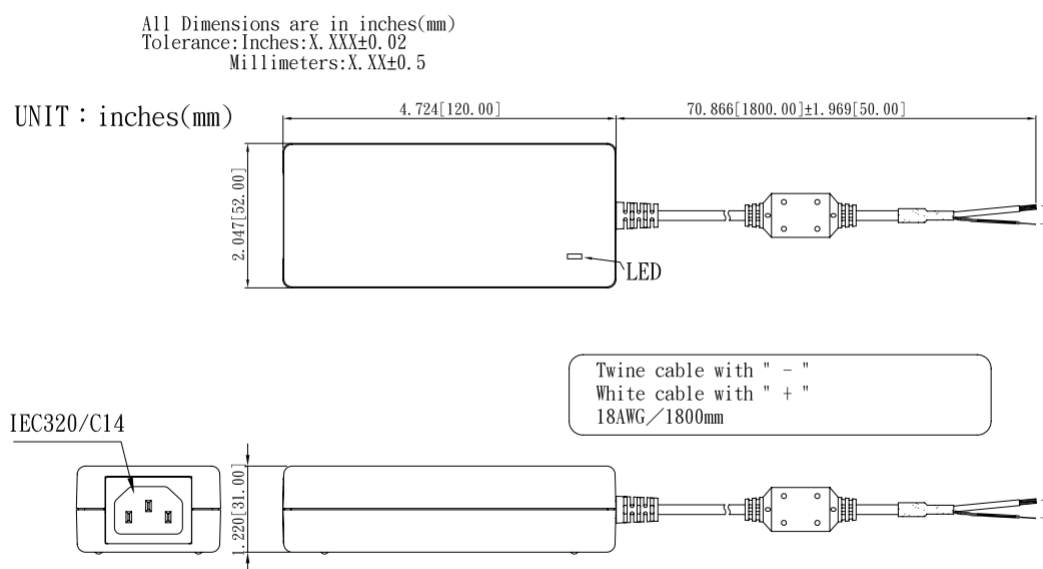 All Dimensions are in inches(mm)
Tolerance:Inches:X.XXX±0.02
Millimeters:X.XX±0.5
UNIT：inches(mm)
4.724[120.00]
70.866[1800.00]±1.969[50.00]
2.047[52.00]
LED
Twine cable with " - "
White cable with " + "
18AWG／1800mm
IEC320/C14
1.220[31.00]